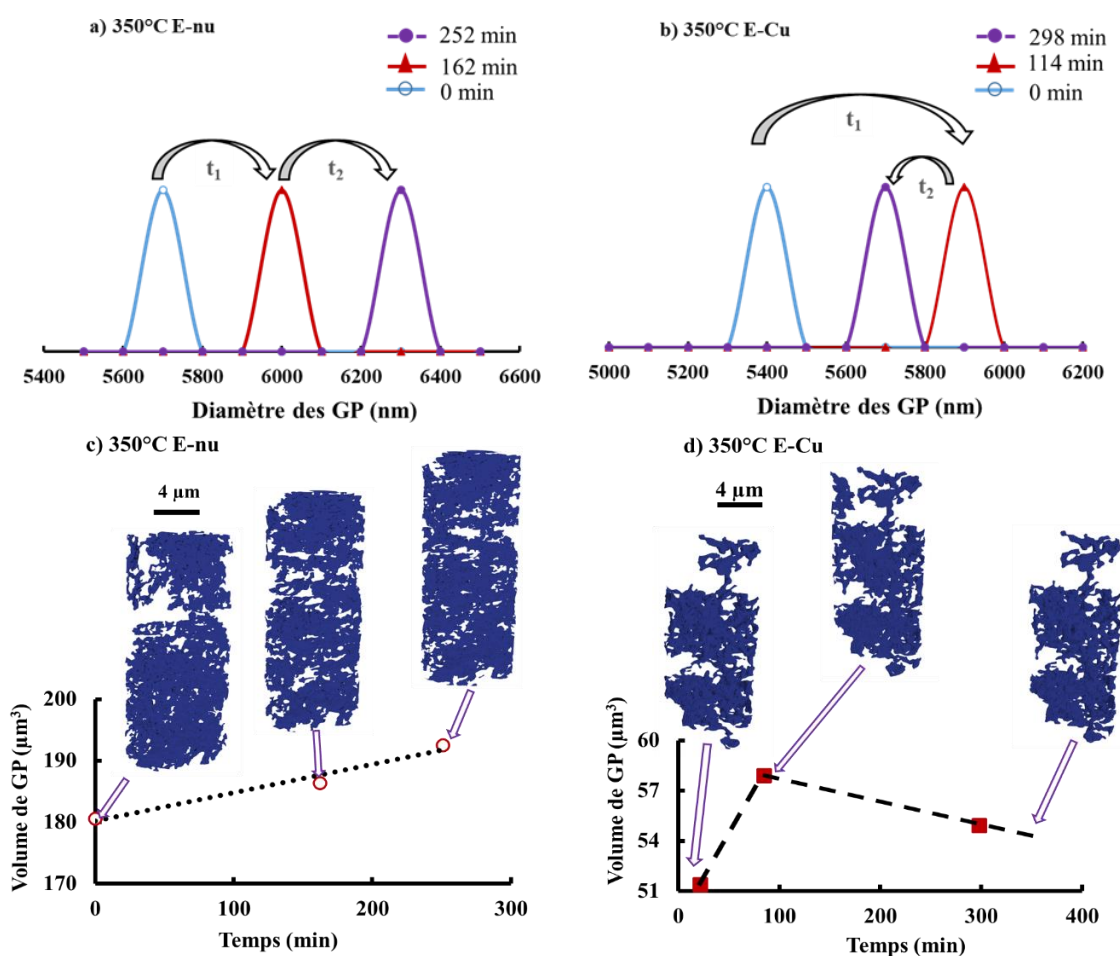 a) 350°C E-nu
252 min
162 min
0 min
t1
t2
5400 5600 5800 6000 6200 6400 6600
Diamètre des GP (nm)
b) 350°C E-Cu
298 min
114 min
0 min
t1
t2
5000 5200 5400 5600 5800 6000 6200
Diamètre des GP (nm)
c) 350°C E-nu
4 µm
Volume de GP (µm³)
200
190
180
170
0 100 200 300
Temps (min)
d) 350°C E-Cu
4 µm
Volume de GP (µm³)
60
57
54
51
0 100 200 300 400
Temps (min)